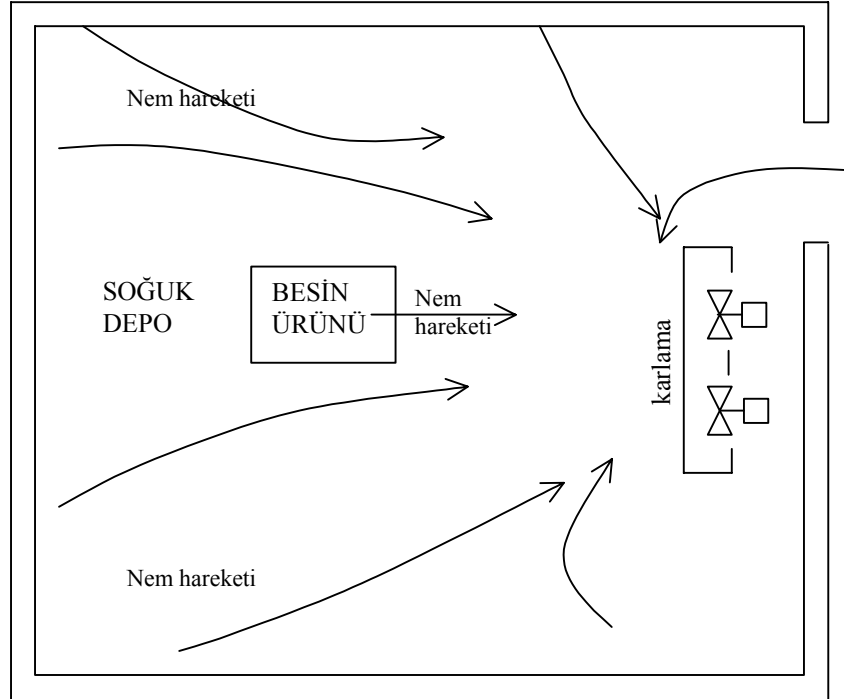 Nem hareketi
SOĞUK
DEPO
BESİN
ÜRÜNÜ
Nem
hareketi
karlama
Nem hareketi